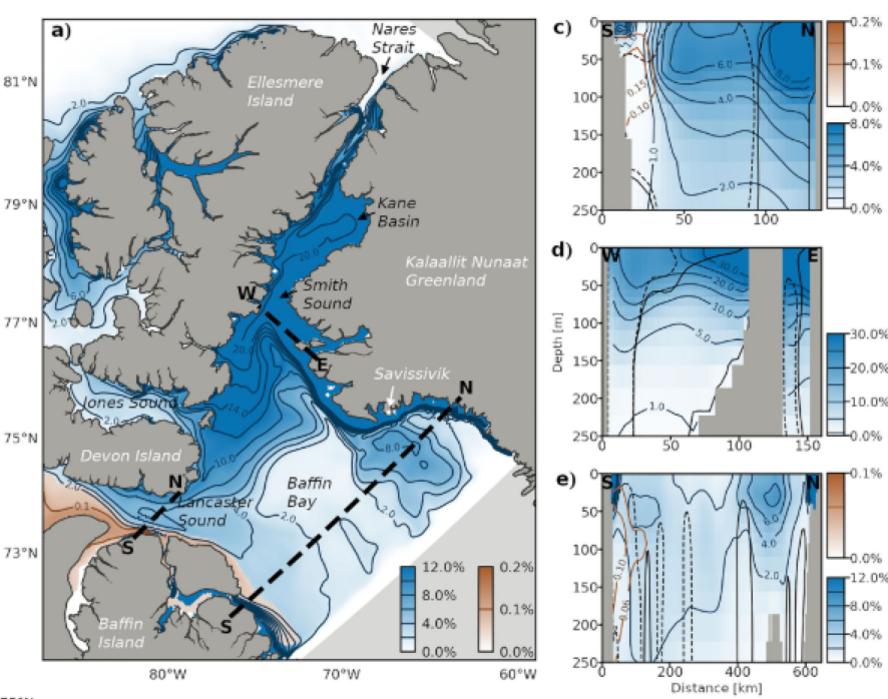 a)
Nares
Strait
Ellesmere
Island
81°N
2.0
79°N
Kane
Basin
20.0
Kalaallit Nunaat
Greenland
Smith
Sound
W
6.0
2.0
77°N
E
20.0
Savissivik
N
Jones Sound
2.0
14.0
8.0
75°N
Devon Island
10.0
N
Baffin
Bay
2.0
Lancaster
Sound
0.1
2.0
2.0
S
73°N
Baffin
Island
S
12.0%
8.0%
4.0%
0.0%
0.2%
0.1%
0.0%
80°W
70°W
60°W
c)
S
N
0
50
100
150
200
250
0.15
0.10
6.0
4.0
1.0
2.0
0
50
100
0.2%
0.1%
0.0%
8.0%
4.0%
0.0%
d)
W
E
0
50
100
150
200
250
Depth [m]
30.0
20.0
10.0
5.0
1.0
0
50
100
150
30.0%
20.0%
10.0%
0.0%
e)
S
N
0
50
100
150
200
250
0.10
0.06
6.0
4.0
2.0
0
200
400
600
Distance [km]
0.1%
0.0%
12.0%
8.0%
4.0%
0.0%